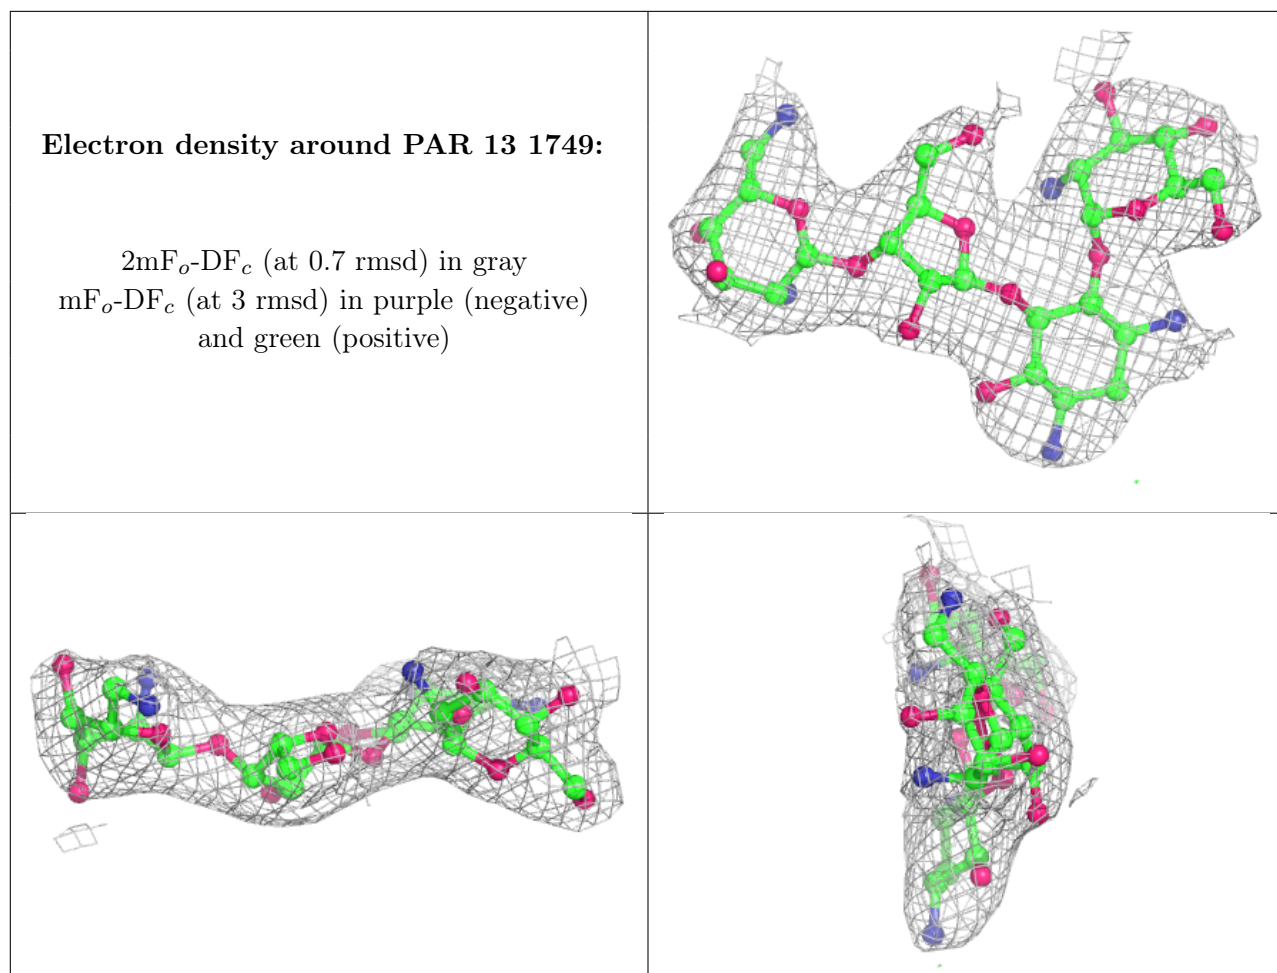 Electron density around PAR 13 1749:
2mFo-DFc (at 0.7 rmsd) in gray
mFo-DFc (at 3 rmsd) in purple (negative)
and green (positive)